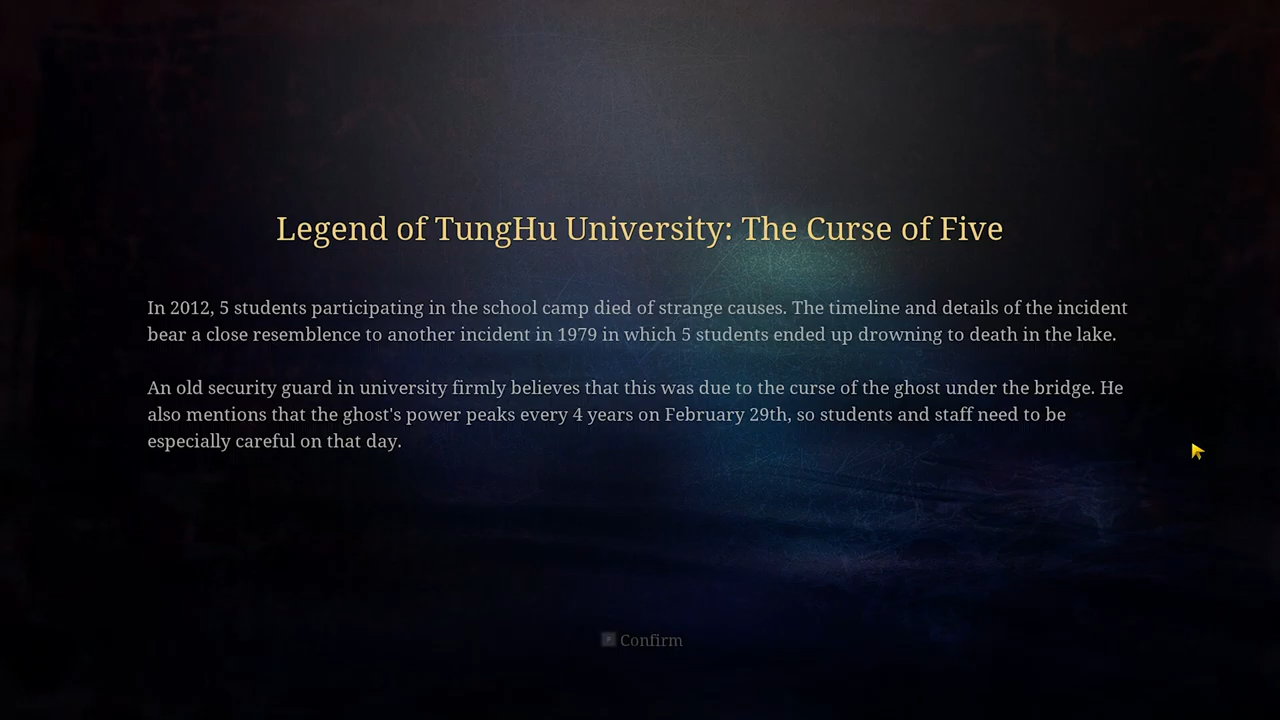 Legend of TungHu University: The Curse of Five
In 2012, 5 students participating in the school camp died of strange causes. The timeline and details of the incident
bear a close resemblence to another incident in 1979 in which 5 students ended up drowning to death in the lake.
An old security guard in university firmly believes that this was due to the curse of the ghost under the bridge. He
also mentions that the ghost's power peaks every 4 years on February 29th, so students and staff need to be
especially careful on that day.
Confirm